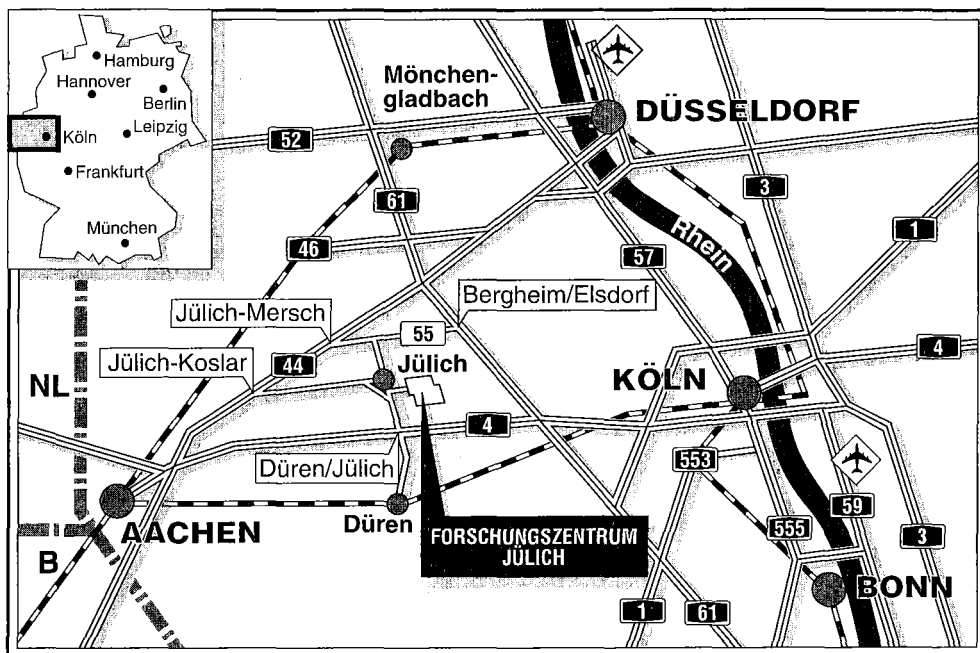 Hamburg
Hannover
Berlin
Köln
Leipzig
Frankfurt
München
Mönchen-
gladbach
DÜSSELDORF
52
61
3
1
46
57
Rhein
Bergheim/Elsdorf
Jülich-Mersch
55
4
Jülich-Koslar
44
Jülich
KÖLN
NL
4
553
Düren/Jülich
AACHEN
Düren
59
FORSCHUNGSZENTRUM
JÜLICH
555
3
B
BONN
1
61